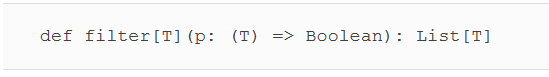 def filter[T](p: (T) => Boolean): List[T]